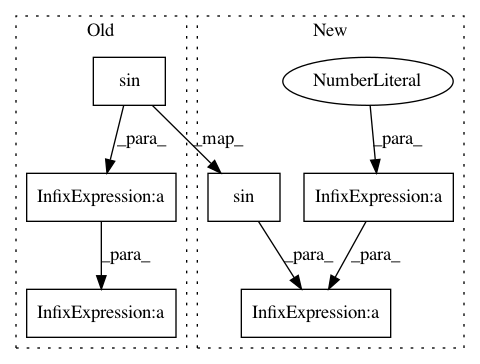 Old
New
sin
NumberLiteral
_para_
_map_
_para_
InfixExpression:a
sin
InfixExpression:a
_para_
_para_
_para_
InfixExpression:a
InfixExpression:a